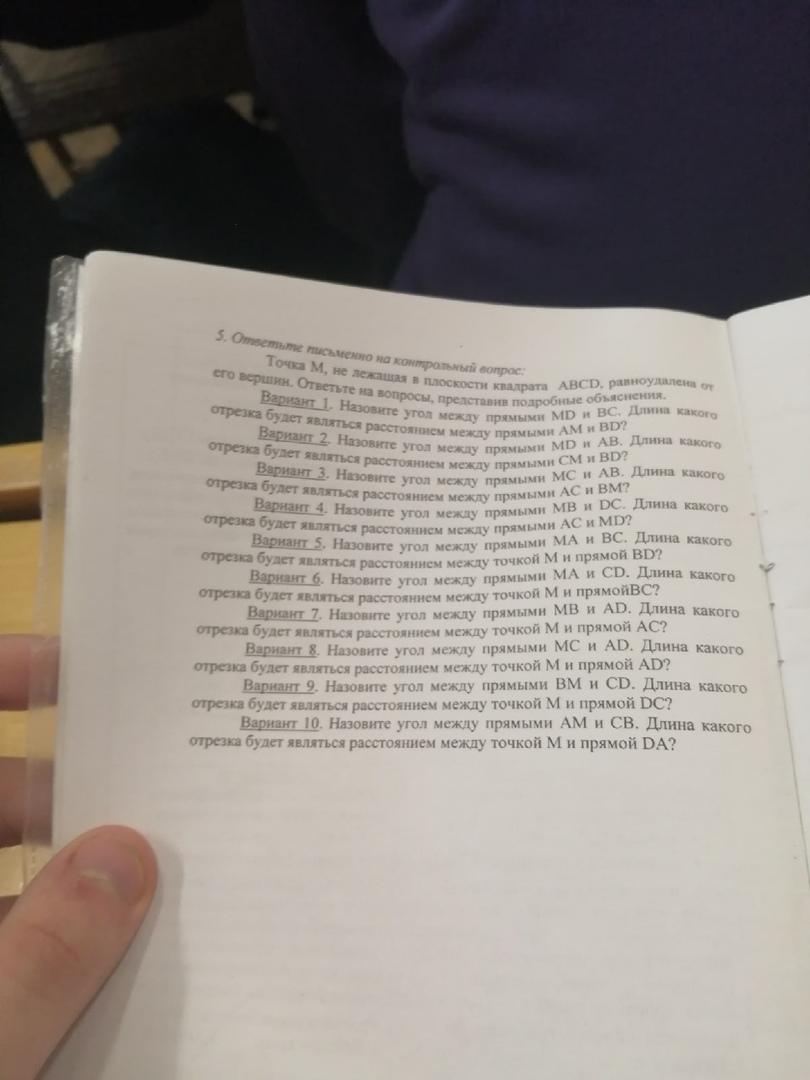 5. Ответьте письменно на контрольный вопрос:
Точка М, не лежащая в плоскости квадрата ABCD, равноудалена от
его вершин. Ответьте на вопросы, представив подробные объяснения.
Вариант 1. Назовите угол между прямыми MD и BC. Длина какого
отрезка будет являться расстоянием между прямыми AM и BD?
Вариант 2. Назовите угол между прямыми MD и AB. Длина какого
отрезка будет являться расстоянием между прямыми CM и BD?
Вариант 3. Назовите угол между прямыми MC и AB. Длина какого
отрезка будет являться расстоянием между прямыми AC и BM?
Вариант 4. Назовите угол между прямыми MB и DC. Длина какого
отрезка будет являться расстоянием между прямыми AC и MD?
Вариант 5. Назовите угол между прямыми MA и BC. Длина какого
отрезка будет являться расстоянием между точкой М и прямой BD?
Вариант 6. Назовите угол между прямыми MA и CD. Длина какого
отрезка будет являться расстоянием между точкой М и прямойBC?
Вариант 7. Назовите угол между прямыми MB и AD. Длина какого
отрезка будет являться расстоянием между точкой М и прямой AC?
Вариант 8. Назовите угол между прямыми MC и AD. Длина какого
отрезка будет являться расстоянием между точкой М и прямой AD?
Вариант 9. Назовите угол между прямыми BM и CD. Длина какого
отрезка будет являться расстоянием между точкой М и прямой DC?
Вариант 10. Назовите угол между прямыми AM и CB. Длина какого
отрезка будет являться расстоянием между точкой М и прямой DA?